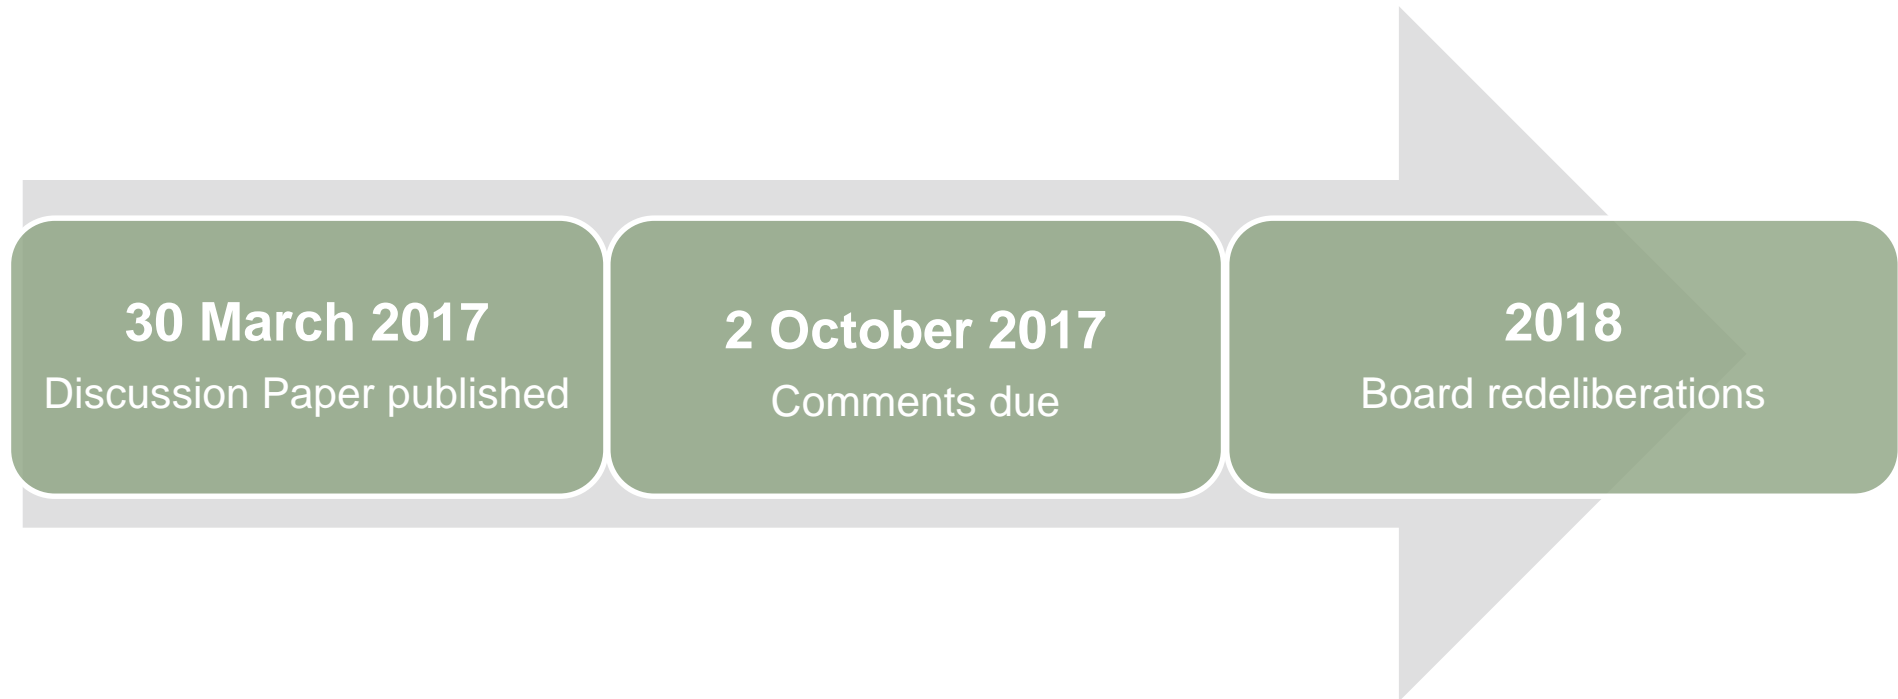 30 March 2017
Discussion Paper published
2 October 2017
Comments due
2018
Board redeliberations